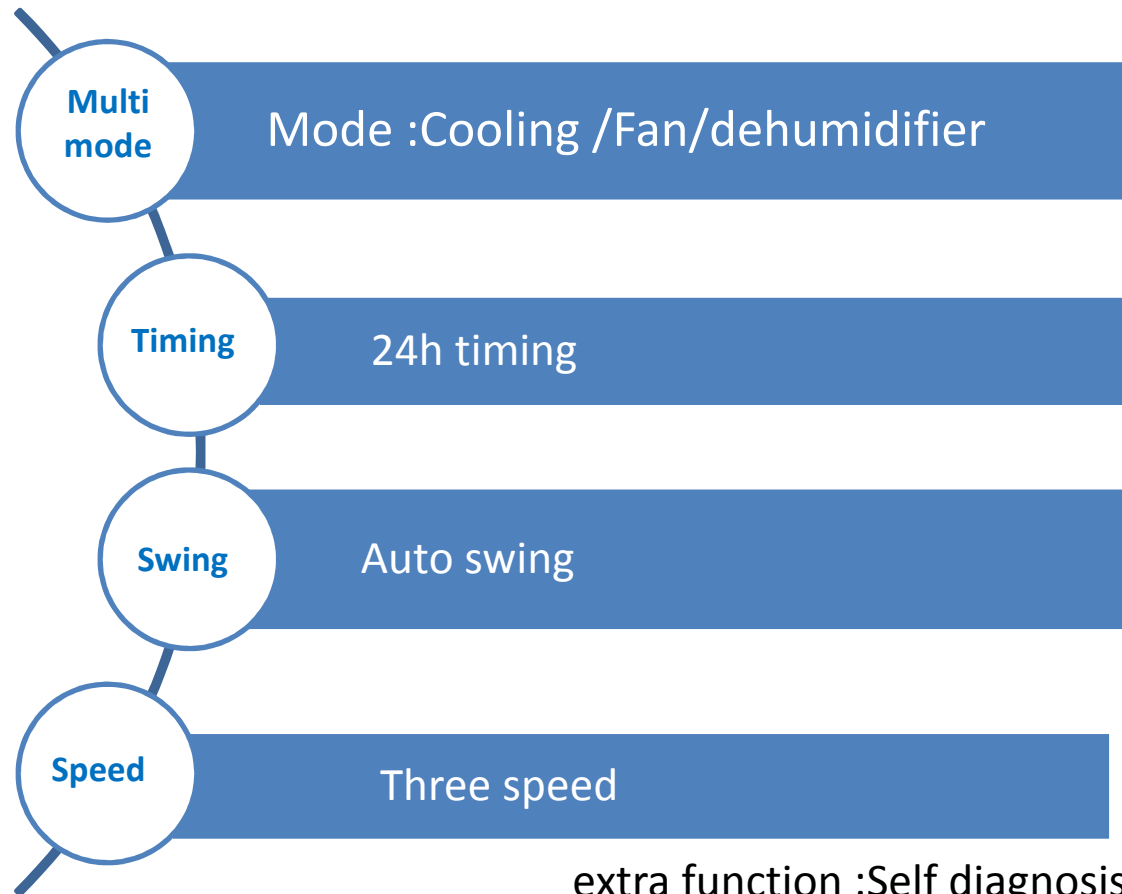 Multi
mode
Mode :Cooling /Fan/dehumidifier
Timing
24h timing
Swing
Auto swing
Speed
Three speed
extra function :Self diagnosis